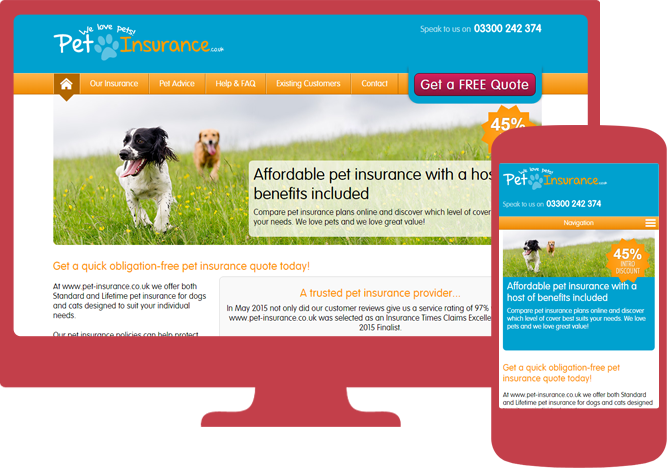 We love pets!
Pet Insurance.co.uk
Speak to us on 03300 242 374
Our Insurance
Pet Advice
Help & FAQ
Existing Customers
Contact
Get a FREE Quote
45%
Affordable pet insurance with a hos
benefits included
Compare pet insurance plans online and discover which level of cover
your needs. We love pets and we love great value!
Get a quick obligation-free pet insurance quote today!
At www.pet-insurance.co.uk we offer both
Standard and Lifetime pet insurance for dogs
and cats designed to suit your individual
needs.
Our pet insurance policies can help protect
A trusted pet insurance provider...
In May 2015 not only did our customer reviews give us a service rating of 97%
www.pet-insurance.co.uk was selected as an Insurance Times Claims Excelle
2015 Finalist.
We love pets!
Pet Insurance.co.uk
Speak to us on 03300 242 374
Navigation
45%
INTRO
DISCOUNT
Affordable pet insurance with a
host of benefits included
Compare pet insurance plans online and discover
which level of cover best suits your needs. We love
pets and we love great value!
Get a quick obligation-free pet
insurance quote today!
At www.pet-insurance.co.uk we offer both Standard
and Lifetime pet insurance for dogs and cats designed